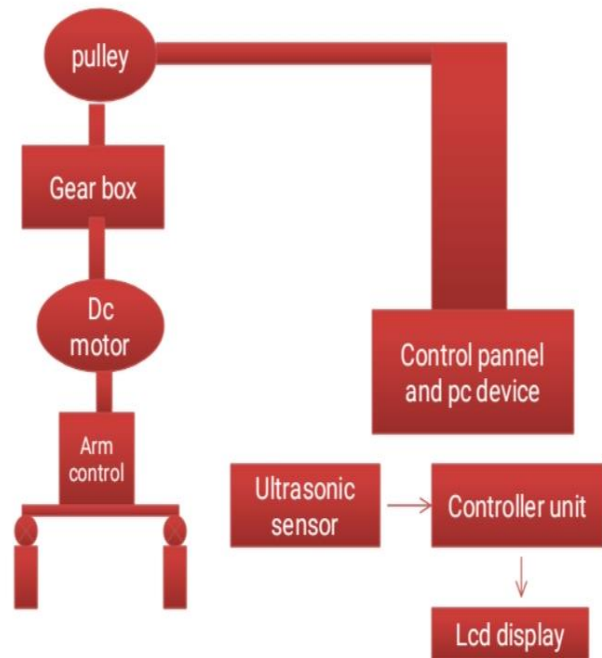 pulley
Gear box
Dc
motor
Arm
control
Control pannel
and pc device
Ultrasonic
sensor
Controller unit
Lcd display